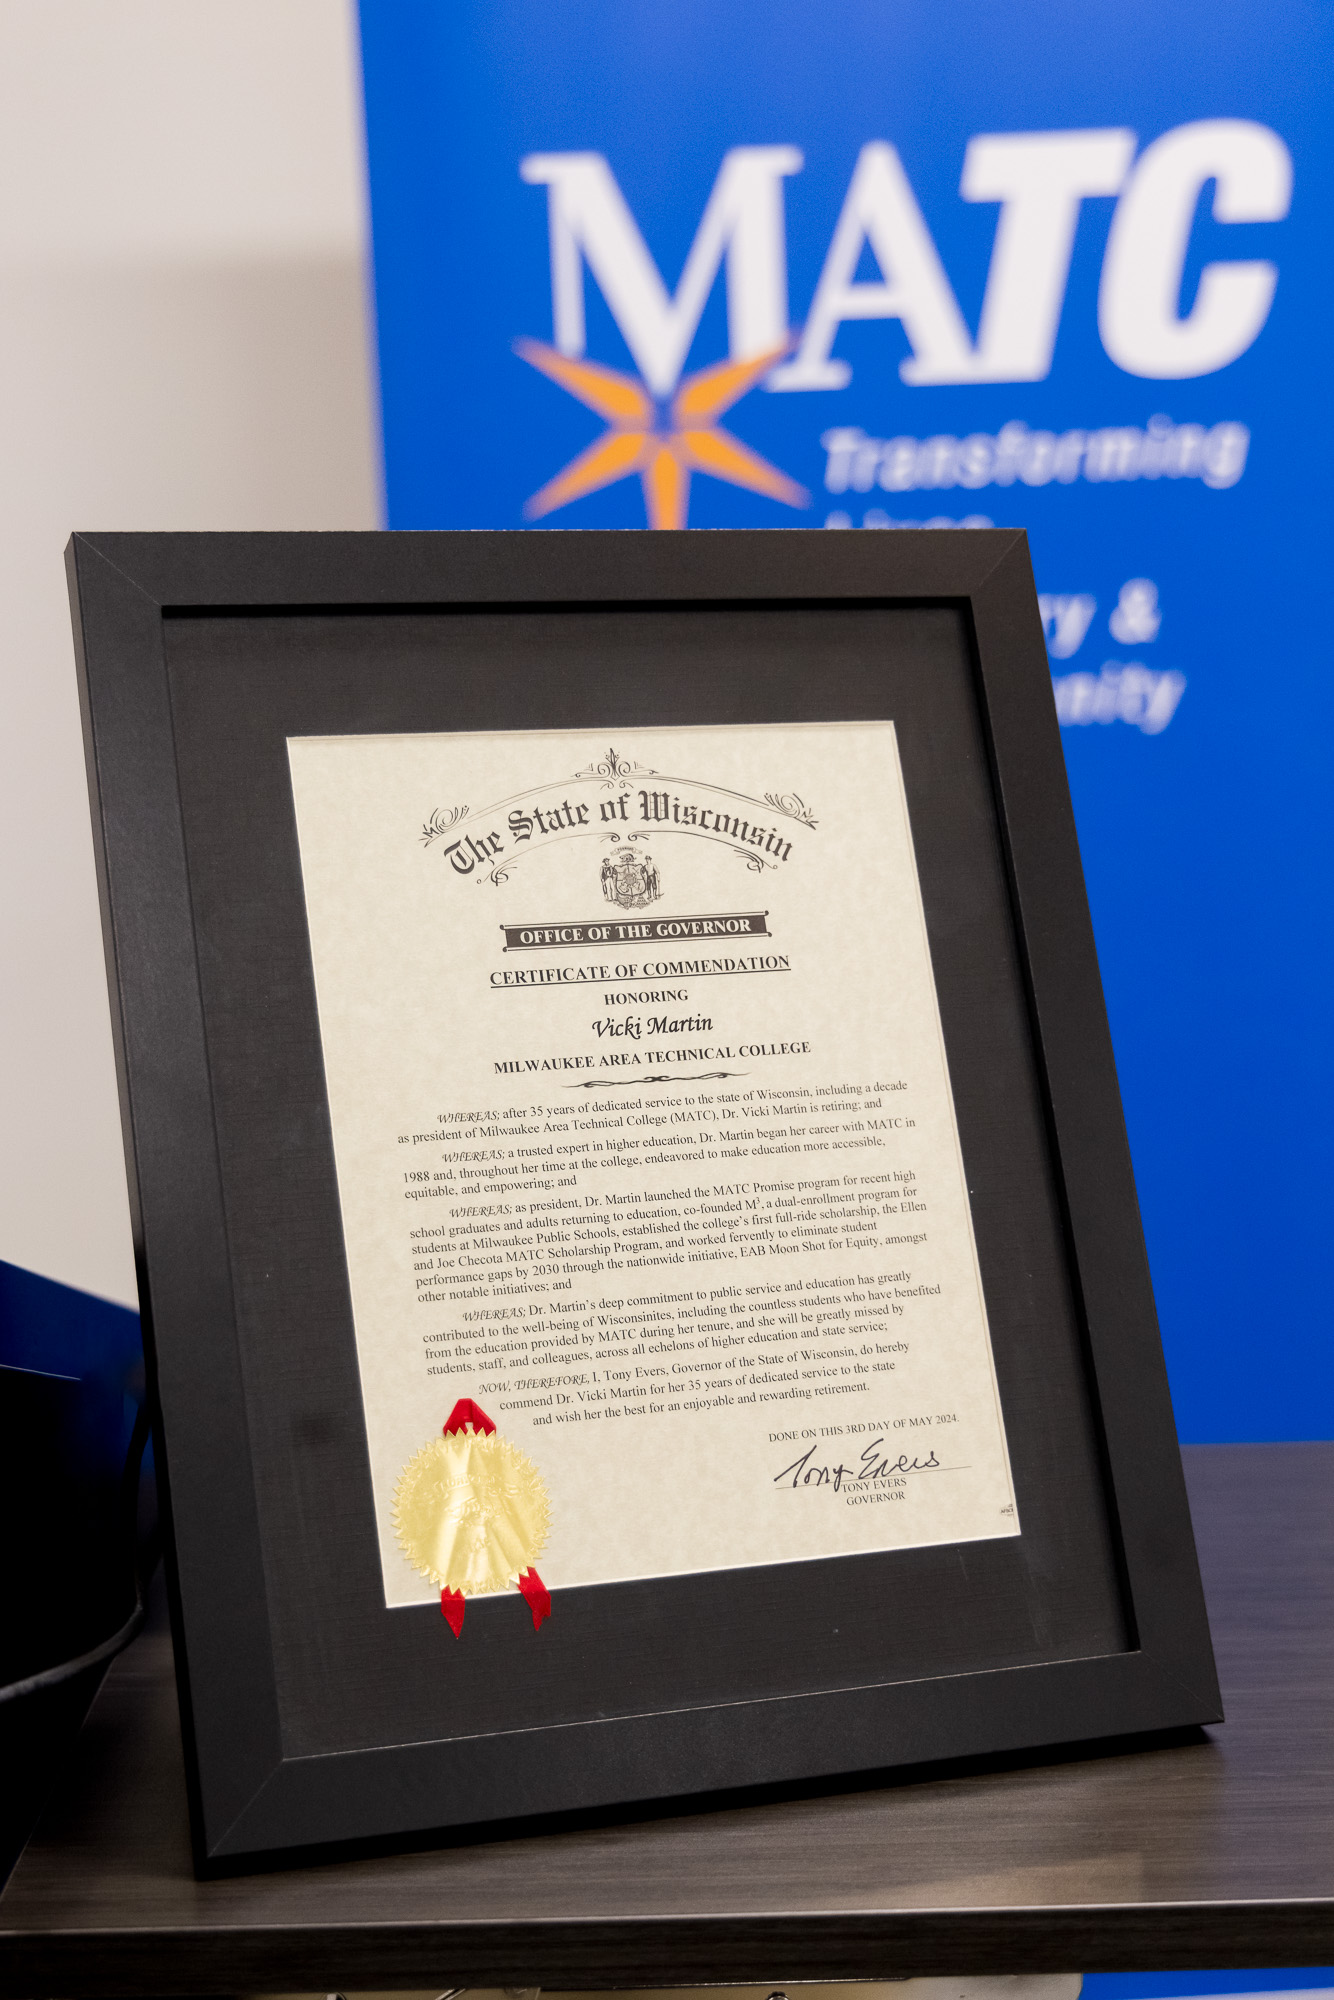 MATC
Transforming
ry &
nity
The State of Wisconsin
OFFICE OF THE GOVERNOR
CERTIFICATE OF COMMENDATION
HONORING
Vicki Martin
MILWAUKEE AREA TECHNICAL COLLEGE
WHEREAS; after 35 years of dedicated service to the state of Wisconsin, including a decade
as president of Milwaukee Area Technical College (MATC), Dr. Vicki Martin is retiring; and
WHEREAS; a trusted expert in higher education, Dr. Martin began her career with MATC in
1988 and, throughout her time at the college, endeavored to make education more accessible,
equitable, and empowering; and
WHEREAS; as president, Dr. Martin launched the MATC Promise program for recent high
school graduates and adults returning to education, co-founded M³, a dual-enrollment program for
students at Milwaukee Public Schools, established the college's first full-ride scholarship, the Ellen
and Joe Checota MATC Scholarship Program, and worked fervently to eliminate student
performance gaps by 2030 through the nationwide initiative, EAB Moon Shot for Equity, amongst
other notable initiatives; and
WHEREAS; Dr. Martin's deep commitment to public service and education has greatly
contributed to the well-being of Wisconsinites, including the countless students who have benefited
from the education provided by MATC during her tenure, and she will be greatly missed by
students, staff, and colleagues, across all echelons of higher education and state service;
NOW, THEREFORE, I, Tony Evers, Governor of the State of Wisconsin, do hereby
commend Dr. Vicki Martin for her 35 years of dedicated service to the state
and wish her the best for an enjoyable and rewarding retirement.
DONE ON THIS 3RD DAY OF MAY 2024.
Tony Evers
TONY EVERS
GOVERNOR